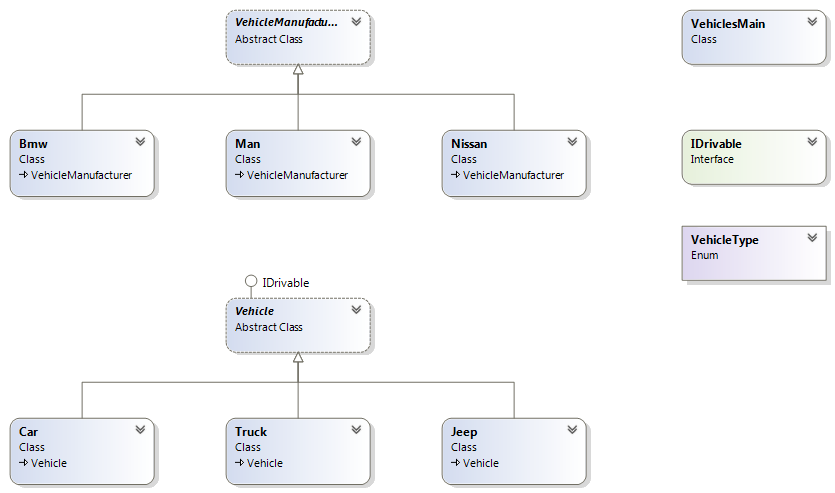 VehicleManufactu...
Abstract Class
VehiclesMain
Class
Bmw
Class
VehicleManufacturer
Man
Class
VehicleManufacturer
Nissan
Class
VehicleManufacturer
IDrivable
Interface
VehicleType
Enum
IDrivable
Vehicle
Abstract Class
Car
Class
Vehicle
Truck
Class
Vehicle
Jeep
Class
Vehicle